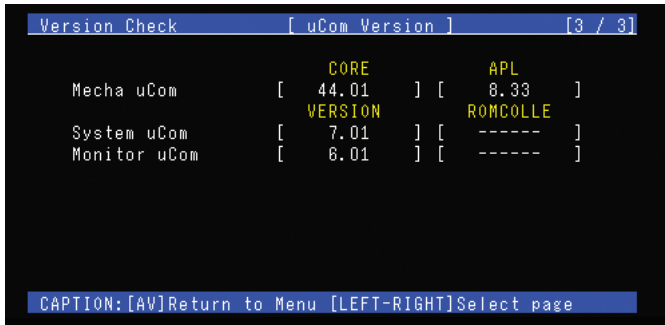 Version Check [ uCom Version ] [3 / 3]
CORE APL
Mecha uCom [ 44.01 ] [ 8.33 ]
VERSION ROMCOLLE
System uCom [ 7.01 ] [ ------ ]
Monitor uCom [ 6.01 ] [ ------ ]
CAPTION:[AV]Return to Menu [LEFT-RIGHT]Select page